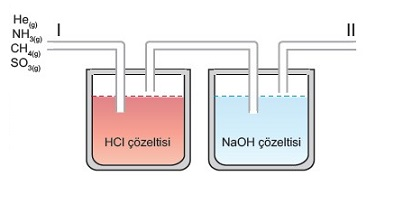 He(g)
NH3(g)
CH4(g)
SO3(g)
I
II
HCl çözeltisi
NaOH çözeltisi